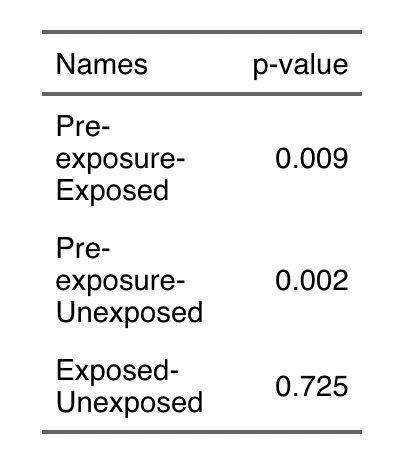 Names p-value
Pre-
exposure- 0.009
Exposed
Pre-
exposure- 0.002
Unexposed
Exposed- 0.725
Unexposed